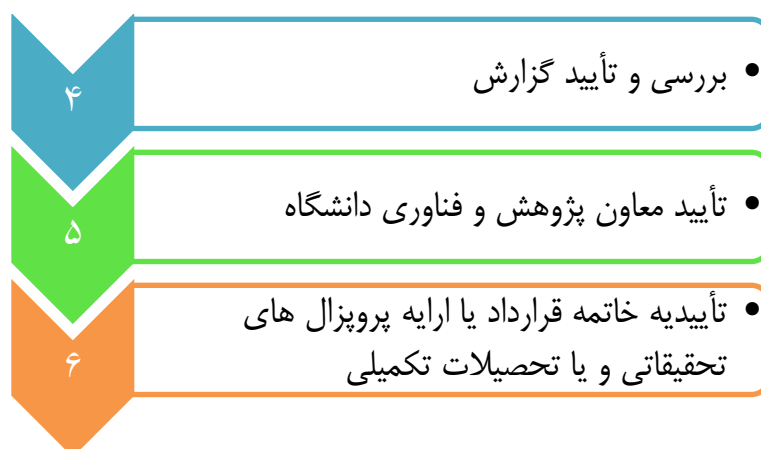 ۴
• بررسی و تأیید گزارش
۵
• تأیید معاون پژوهش و فناوری دانشگاه
۶
• تأییدیه خاتمه قرارداد یا ارایه پروپزال های
تحقیقاتی و یا تحصیلات تکمیلی